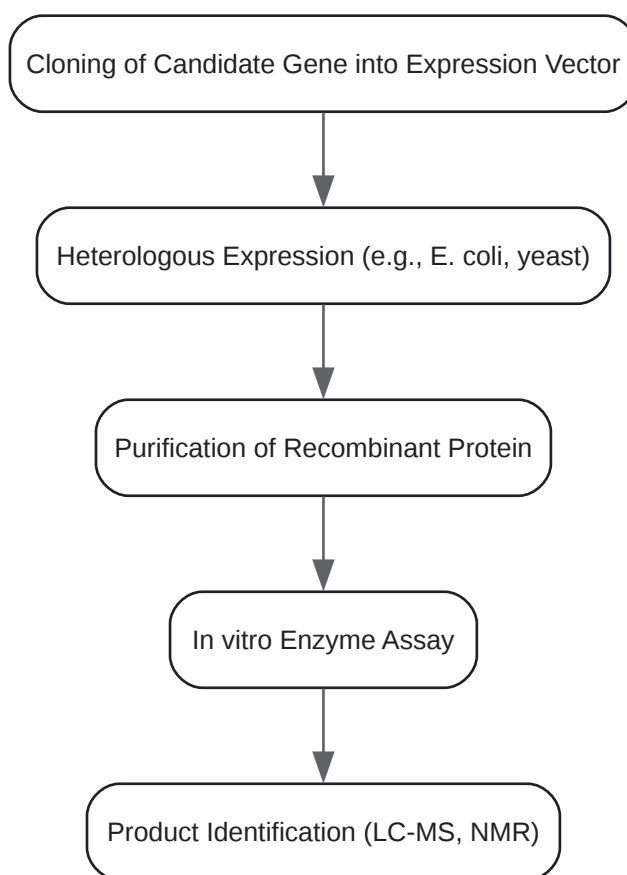 Cloning of Candidate Gene into Expression Vector
Heterologous Expression (e.g., E. coli, yeast)
Purification of Recombinant Protein
In vitro Enzyme Assay
Product Identification (LC-MS, NMR)